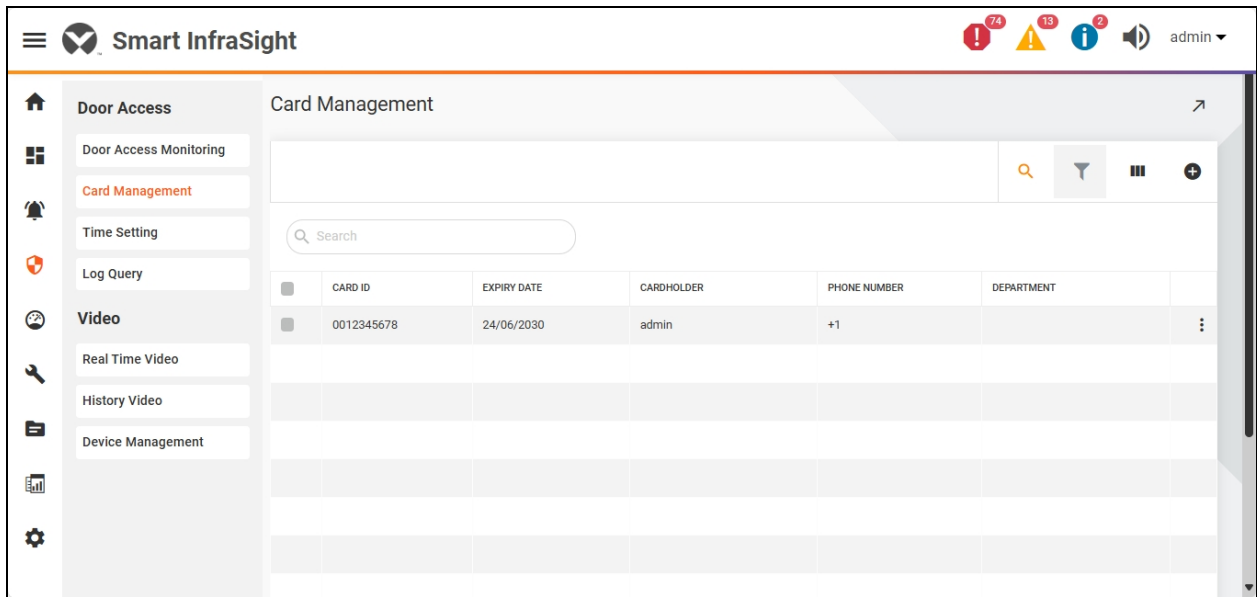 Smart InfraSight
74
13
2
admin
Door Access
Door Access Monitoring
Card Management
Time Setting
Log Query
Video
Real Time Video
History Video
Device Management
Card Management
Search
CARD ID EXPIRY DATE CARDHOLDER PHONE NUMBER DEPARTMENT
0012345678 24/06/2030 admin +1